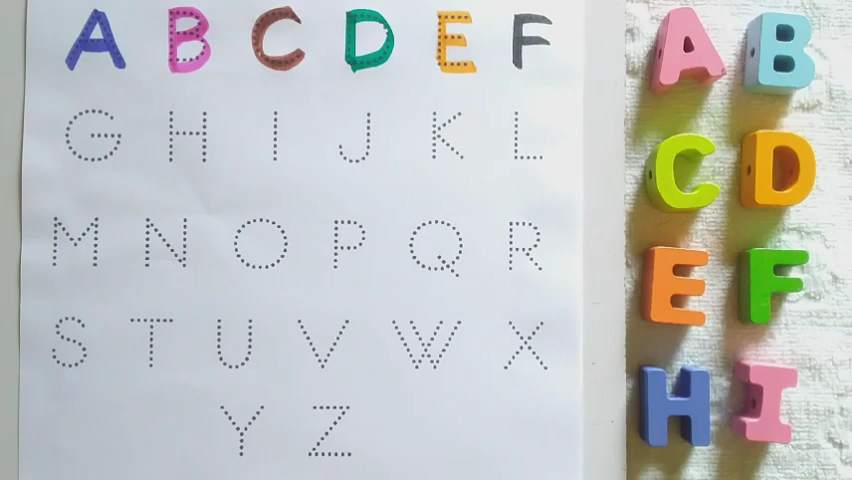 A B C D E F
G H I J K L
M N O P Q R
S T U V W X
Y Z
A B
C D
E F
H I